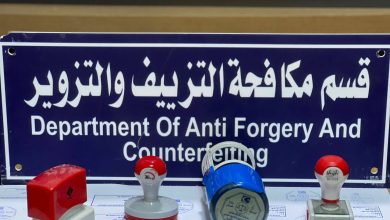 قسم مكافحة التزييف والتزوير
Department Of Anti Forgery And
Counterfeiting